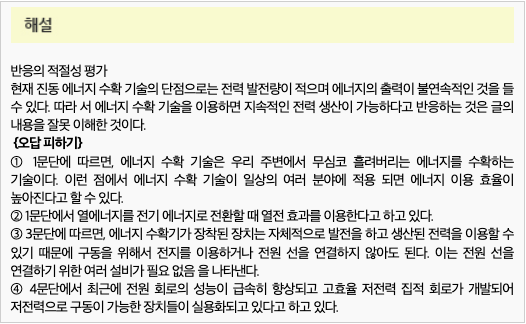 해설
반응의 적절성 평가
현재 진동 에너지 수확 기술의 단점으로는 전력 발전량이 적으며 에너지의 출력이 불연속적인 것을 들
수 있다. 따라 서 에너지 수확 기술을 이용하면 지속적인 전력 생산이 가능하다고 반응하는 것은 글의
내용을 잘못 이해한 것이다.
{오답 피하기}
① 1문단에 따르면, 에너지 수확 기술은 우리 주변에서 무심코 흘려버리는 에너지를 수확하는
기술이다. 이런 점에서 에너지 수확 기술이 일상의 여러 분야에 적용 되면 에너지 이용 효율이
높아진다고 할 수 있다.
② 1문단에서 열에너지를 전기 에너지로 전환할 때 열전 효과를 이용한다고 하고 있다.
③ 3문단에 따르면, 에너지 수확기가 장착된 장치는 자체적으로 발전을 하고 생산된 전력을 이용할 수
있기 때문에 구동을 위해서 전지를 이용하거나 전원 선을 연결하지 않아도 된다. 이는 전원 선을
연결하기 위한 여러 설비가 필요 없음 을 나타낸다.
④ 4문단에서 최근에 전원 회로의 성능이 급속히 향상되고 고효율 저전력 집적 회로가 개발되어
저전력으로 구동이 가능한 장치들이 실용화되고 있다고 하고 있다.